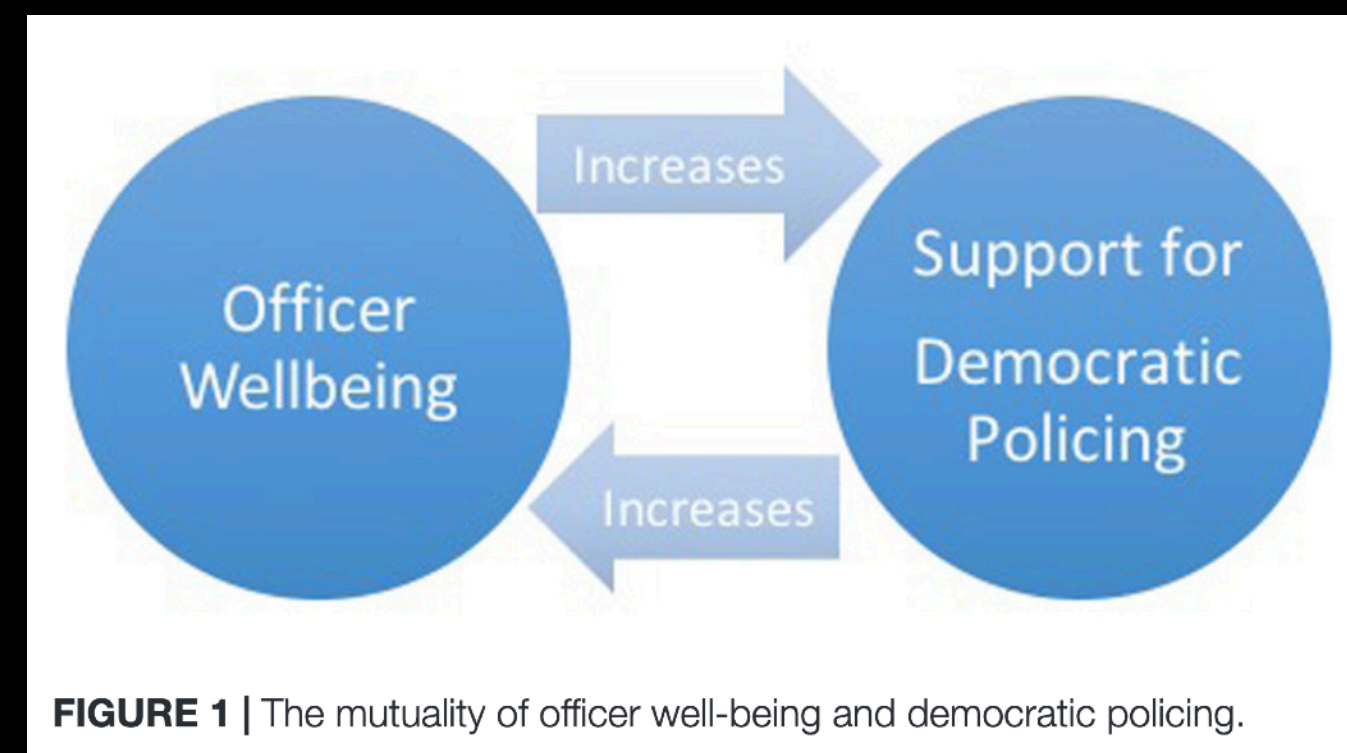 Increases
Officer
Wellbeing
Support for
Democratic
Policing
Increases
FIGURE 1 | The mutuality of officer well-being and democratic policing.